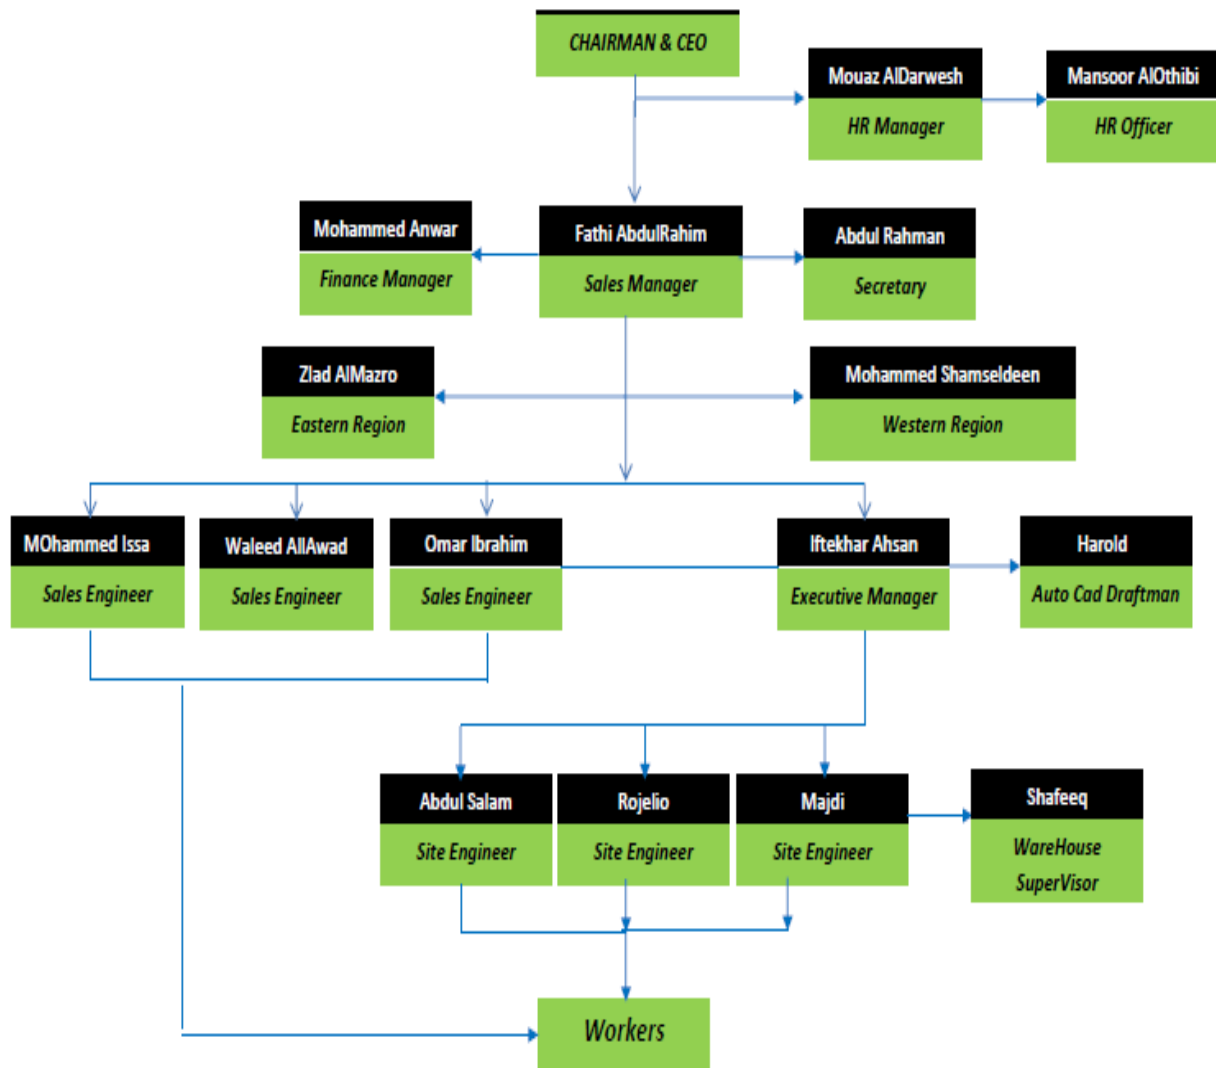 CHAIRMAN & CEO
Mouaz AlDarwesh
HR Manager
Mansoor AlOthibi
HR Officer
Mohammed Anwar
Finance Manager
Fathi AbdulRahim
Sales Manager
Abdul Rahman
Secretary
ZIad AlMazro
Eastern Region
Mohammed Shamseldeen
Western Region
MOhammed Issa
Sales Engineer
Waleed AllAwad
Sales Engineer
Omar Ibrahim
Sales Engineer
Iftekhar Ahsan
Executive Manager
Harold
Auto Cad Draftman
Abdul Salam
Site Engineer
Rojelio
Site Engineer
Majdi
Site Engineer
Shafeeq
WareHouse
SuperVisor
Workers